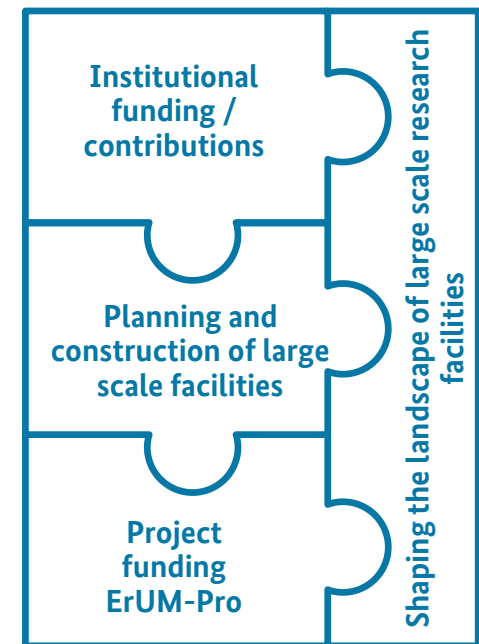 Institutional
funding /
contributions
Planning and
construction of large
scale facilities
Project
funding
ErUM-Pro
Shaping the landscape of large scale research
facilities